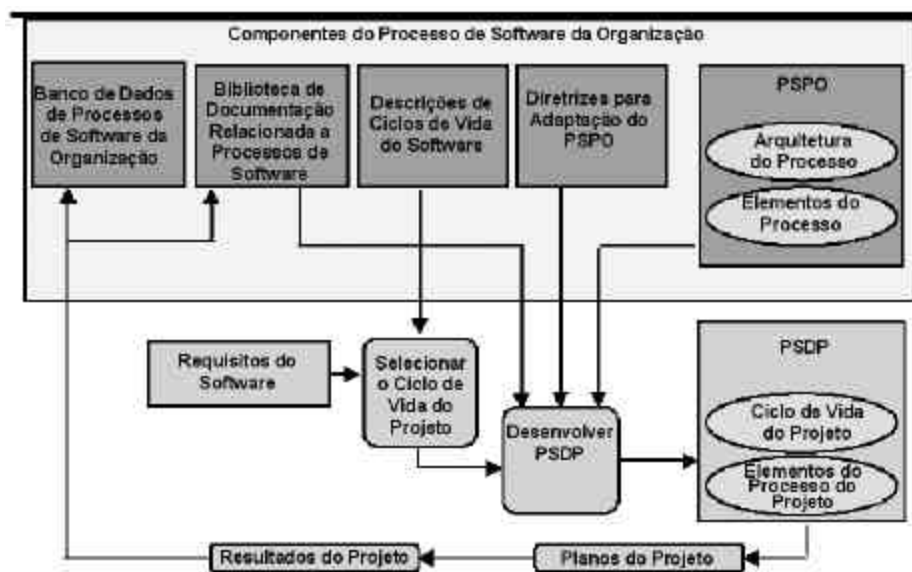 Componentes do Processo de Software da Organização
Banco de Dados
de Processos
de Software da
Organização
Biblioteca de
Documentação
Relacionada a
Processos de
Software
Descrições de
Ciclos de Vida
do Software
Diretrizes para
Adaptação do
PSPO
PSPO
Arquitetura
do Processo
Elementos do
Processo
Requisitos do
Software
Selecionar
o Ciclo de
Vida do
Projeto
Desenvolver
PSDP
PSDP
Ciclo de Vida
do Projeto
Elementos do
Processo do
Projeto
Resultados do Projeto
Planos do Projeto